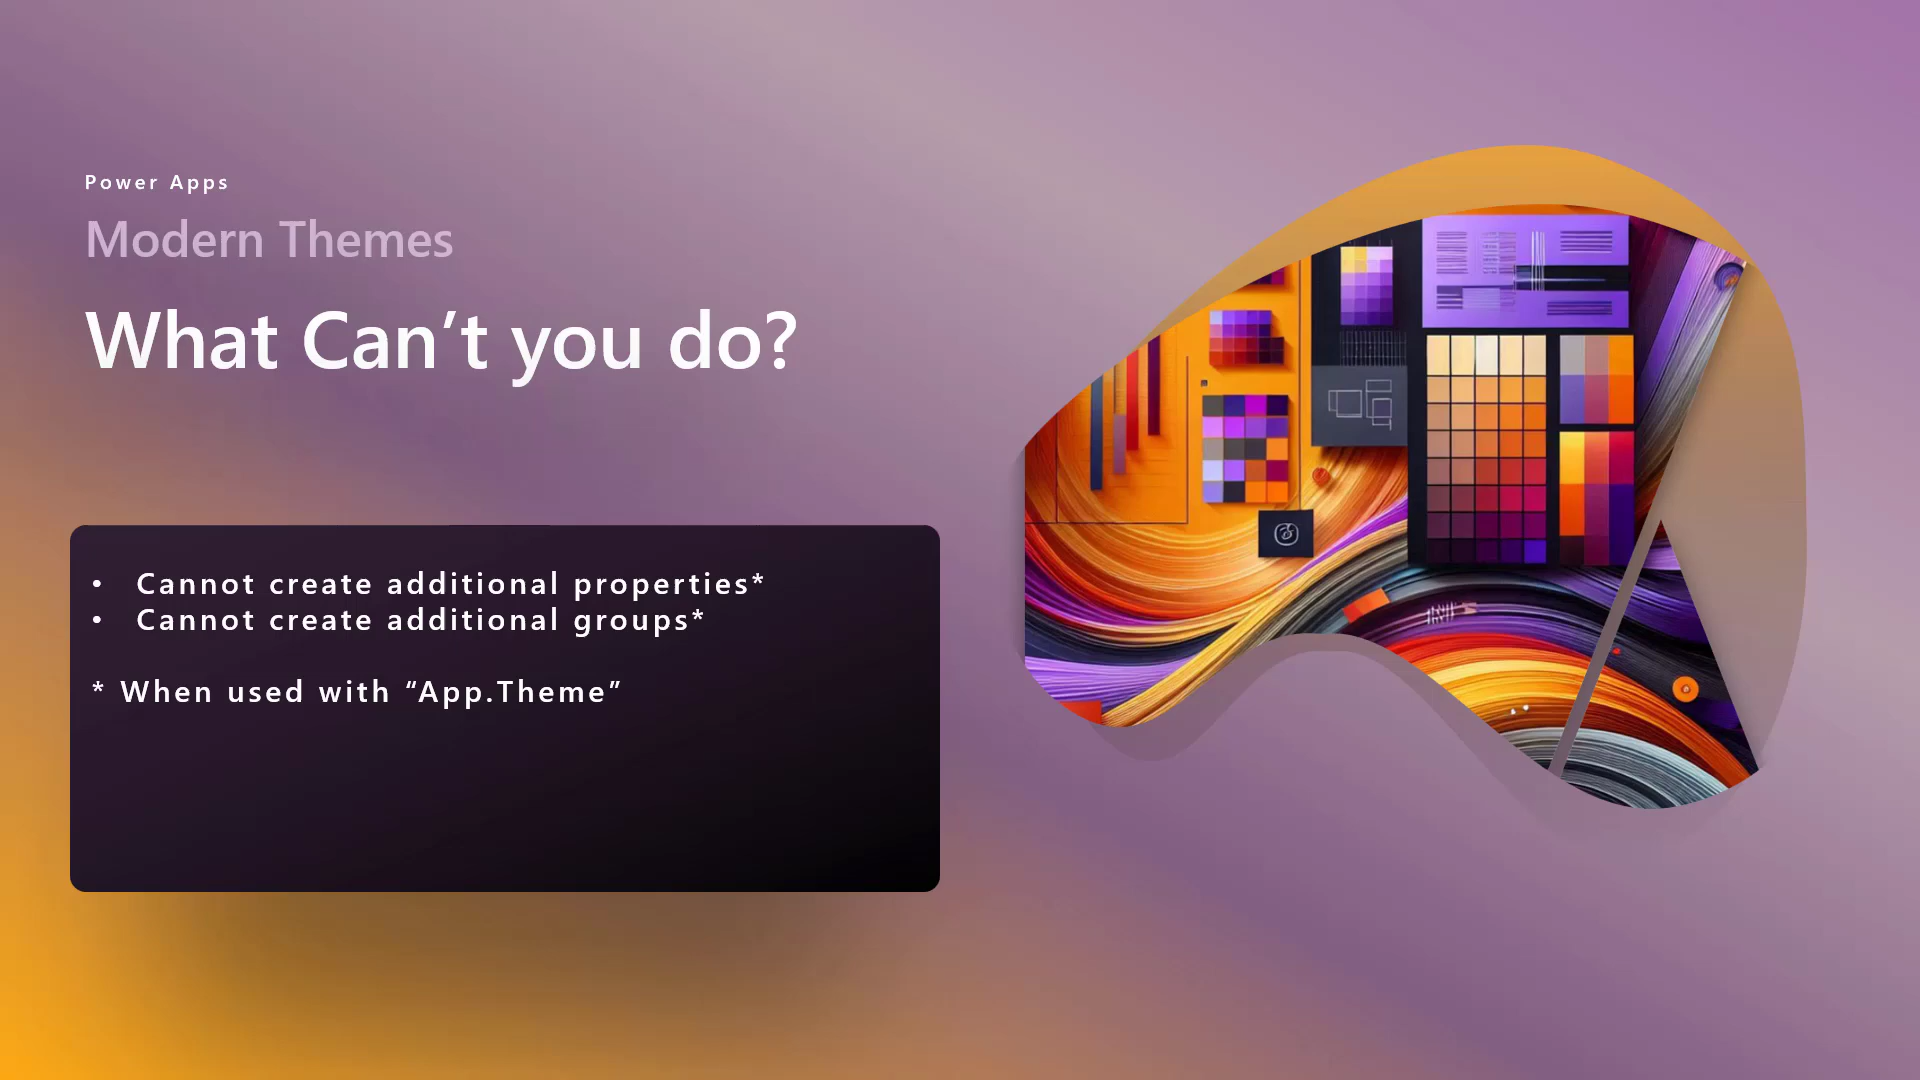 Power Apps
Modern Themes
What Can’t you do?
• Cannot create additional properties*
• Cannot create additional groups*
* When used with “App.Theme”